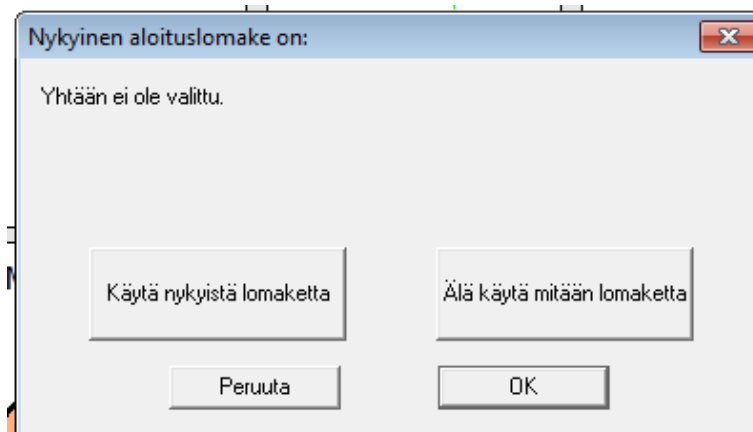 Nykyinen aloituslomake on:
Yhtään ei ole valittu.
Käytä nykyistä lomaketta
Älä käytä mitään lomaketta
Peruuta
OK